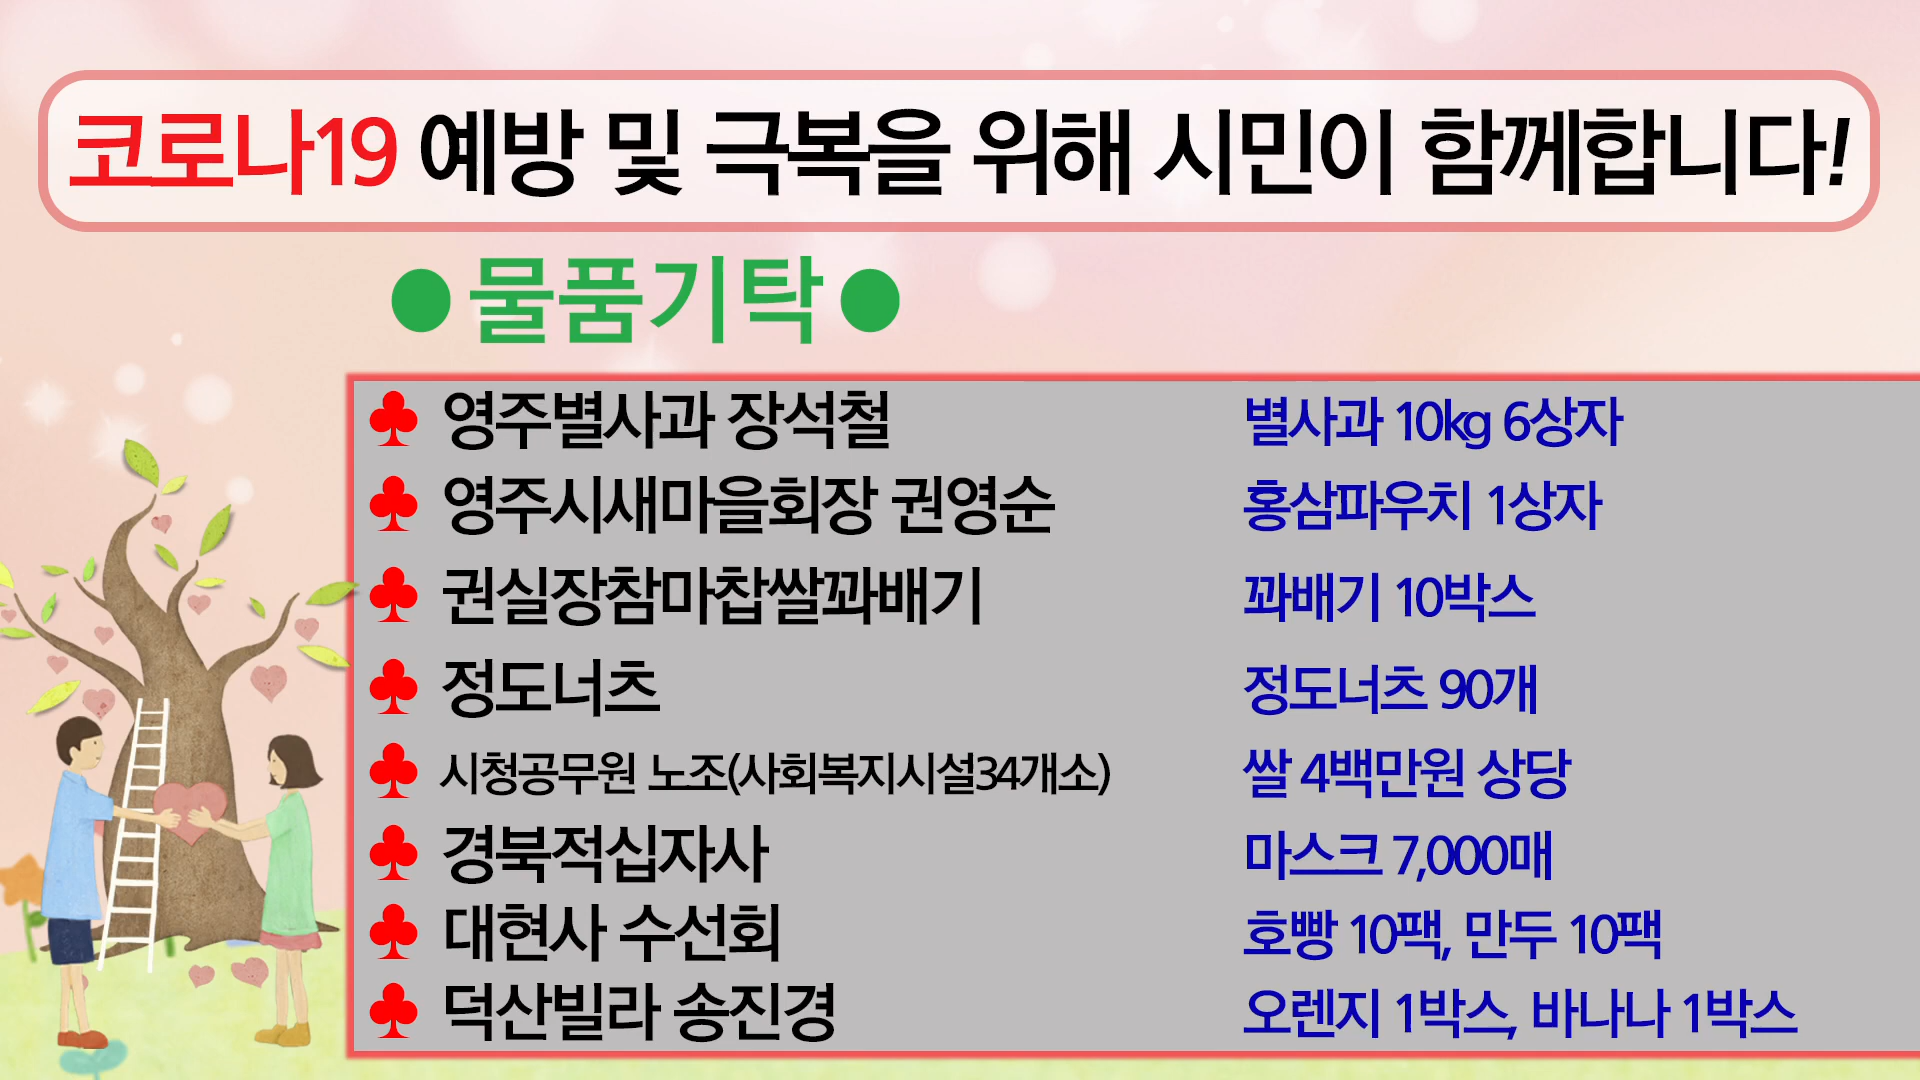 코로나19 예방 및 극복을 위해 시민이 함께합니다!
●물품기탁●
♣ 영주별사과 장석철 별사과 10kg 6상자
♣ 영주시새마을회장 권영순 홍삼파우치 1상자
♣ 권실장참마찹쌀꽈배기 꽈배기 10박스
♣ 정도너츠 정도너츠 90개
♣ 시청공무원 노조(사회복지시설34개소) 쌀 4백만원 상당
♣ 경북적십자사 마스크 7,000매
♣ 대현사 수선회 호빵 10팩, 만두 10팩
♣ 덕산빌라 송진경 오렌지 1박스, 바나나 1박스